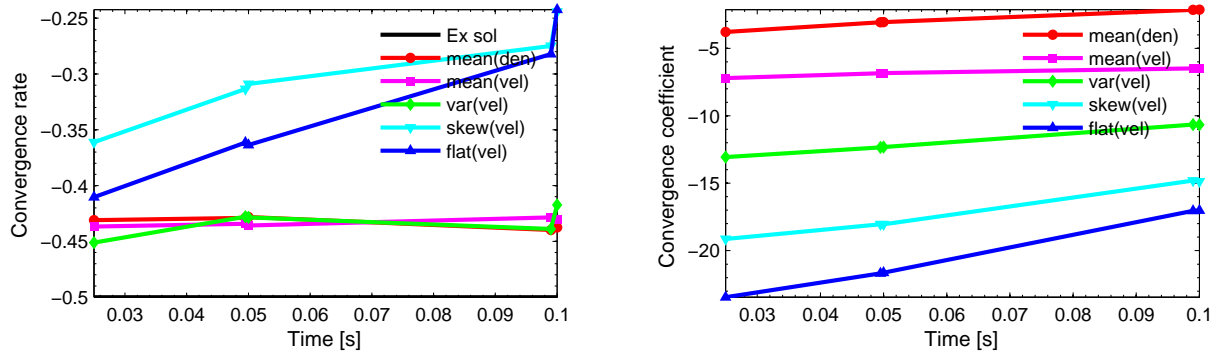 Convergence rate
−0.25
−0.3
−0.35
−0.4
−0.45
−0.5
0.03 0.04 0.05 0.06 0.07 0.08 0.09 0.1
Time [s]
Ex sol
mean(den)
mean(vel)
var(vel)
skew(vel)
flat(vel)
Convergence coefficient
−5
−10
−15
−20
0.03 0.04 0.05 0.06 0.07 0.08 0.09 0.1
Time [s]
mean(den)
mean(vel)
var(vel)
skew(vel)
flat(vel)